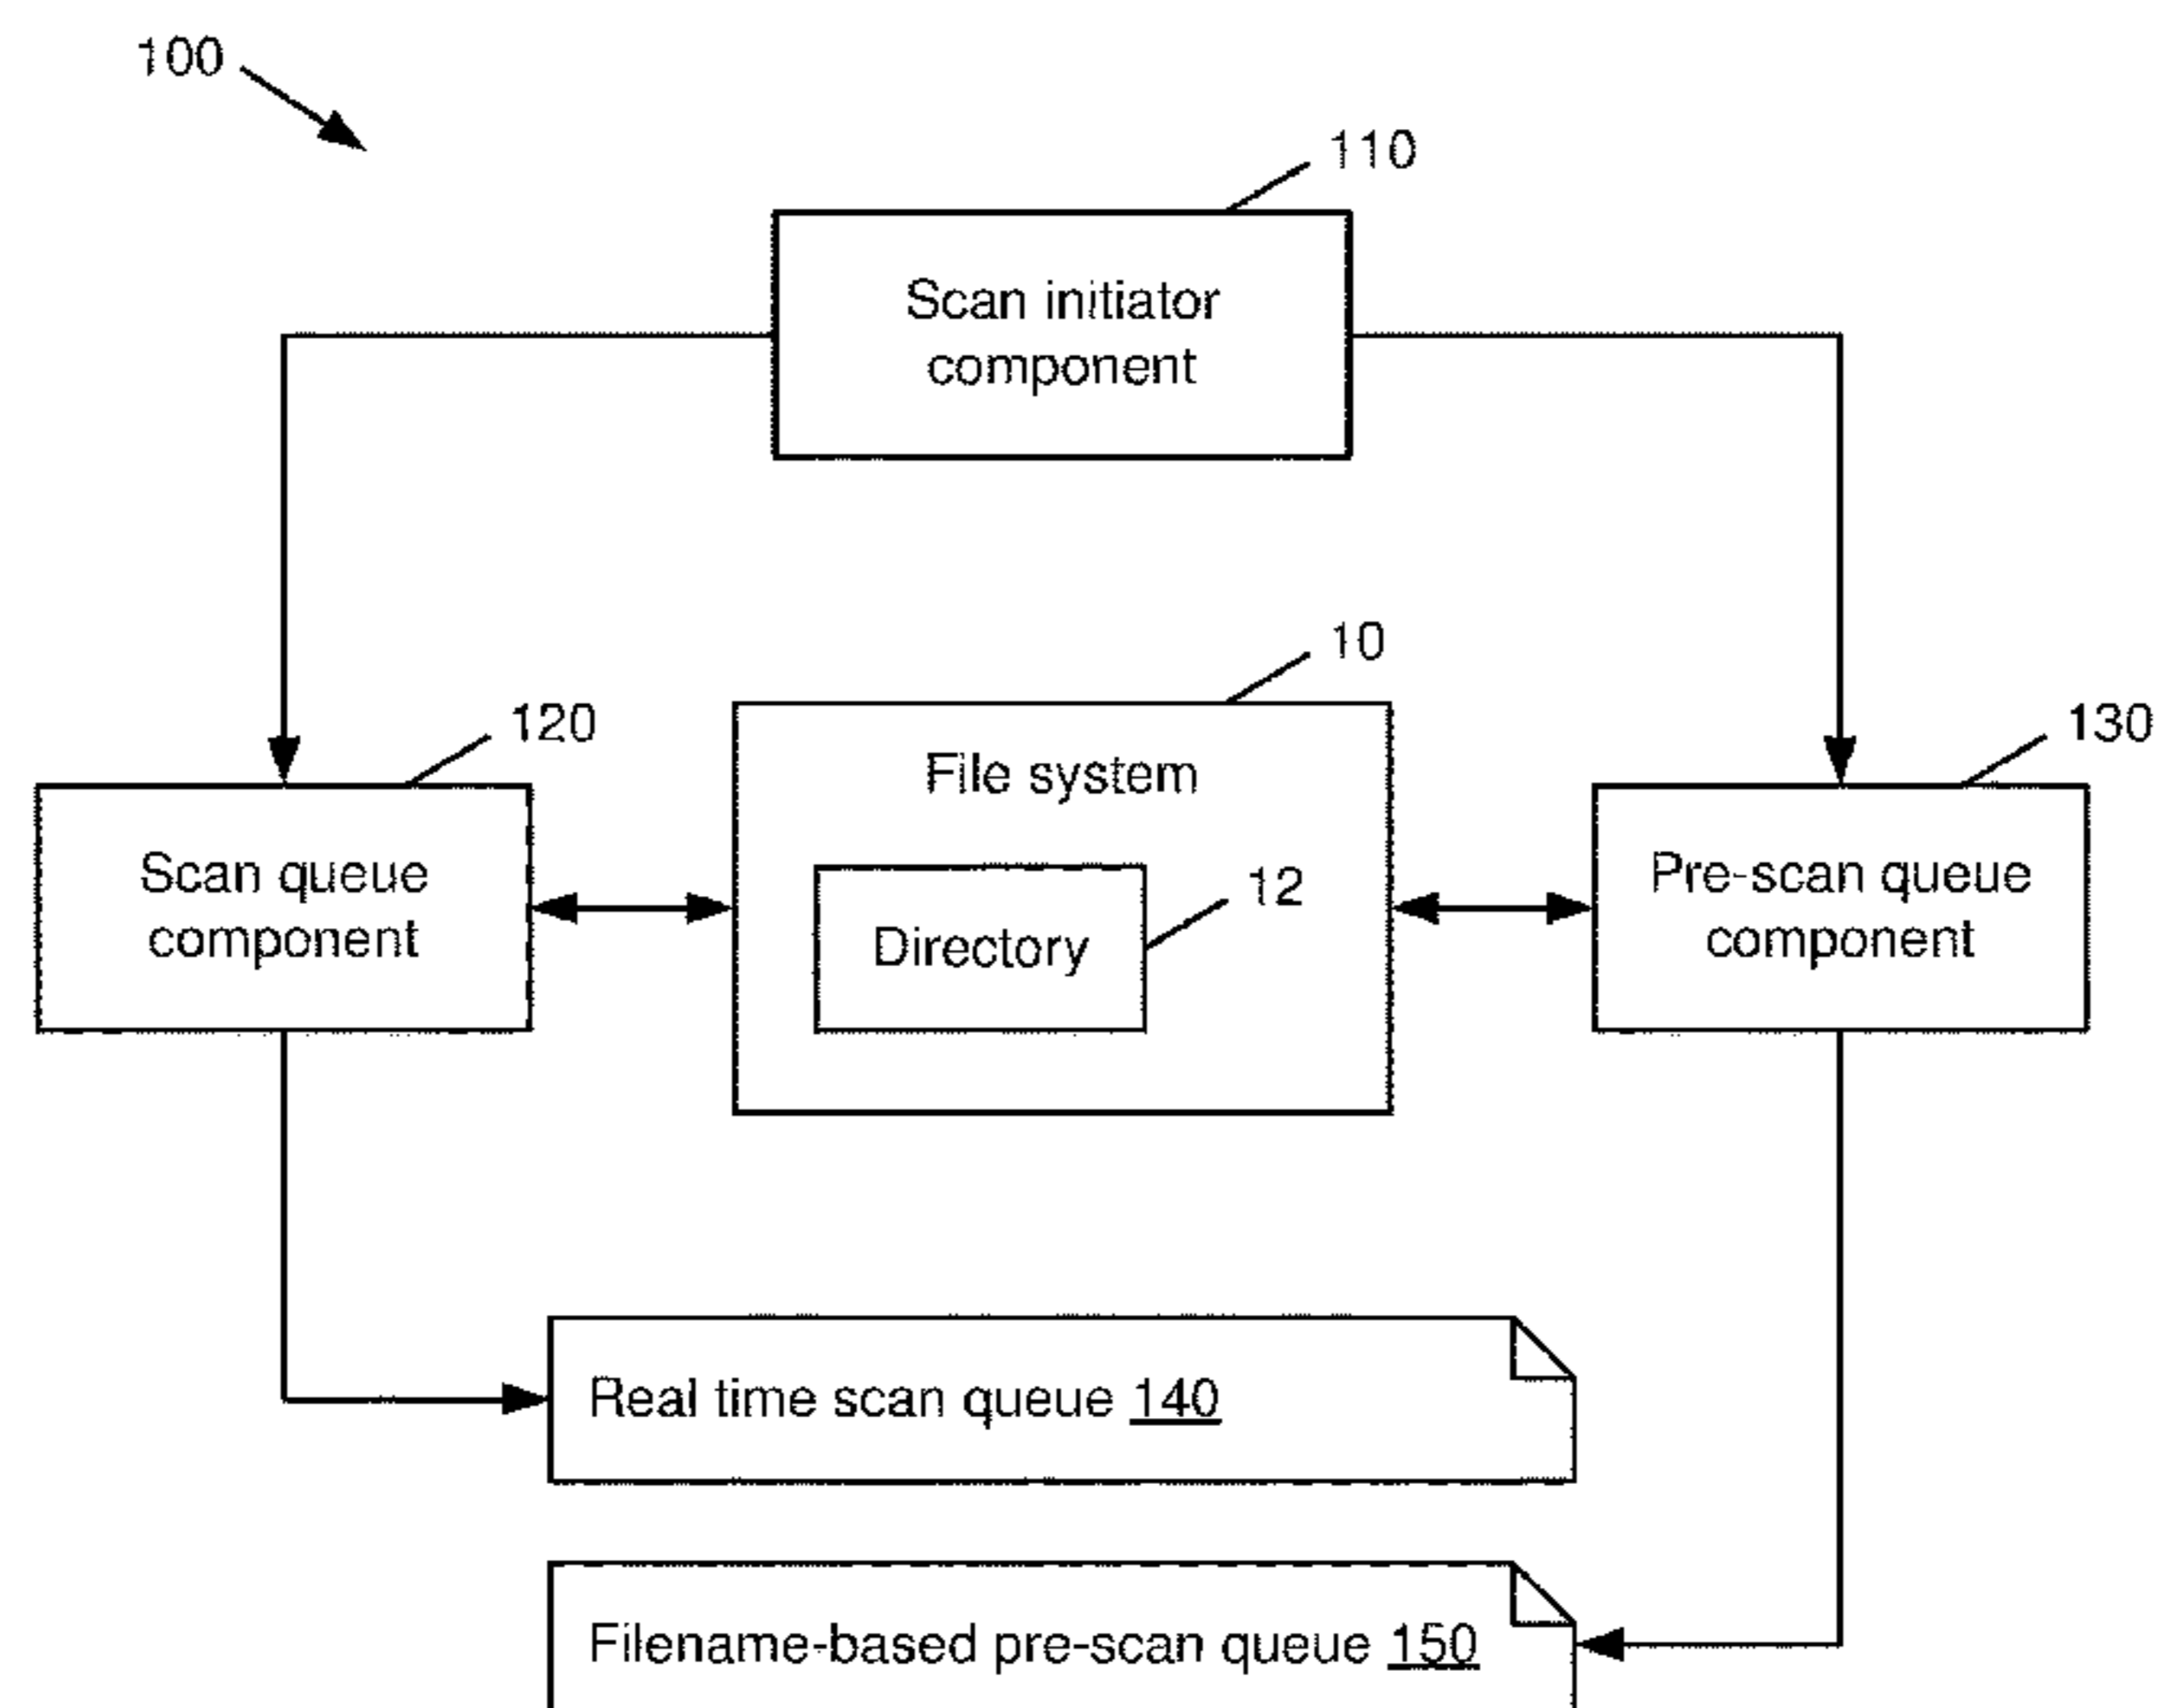 100
110
Scan initiator
component
10
120
130
File system
Scan queue
component
12
Directory
Pre-scan queue
component
Real time scan queue 140
Filename-based pre-scan queue 150